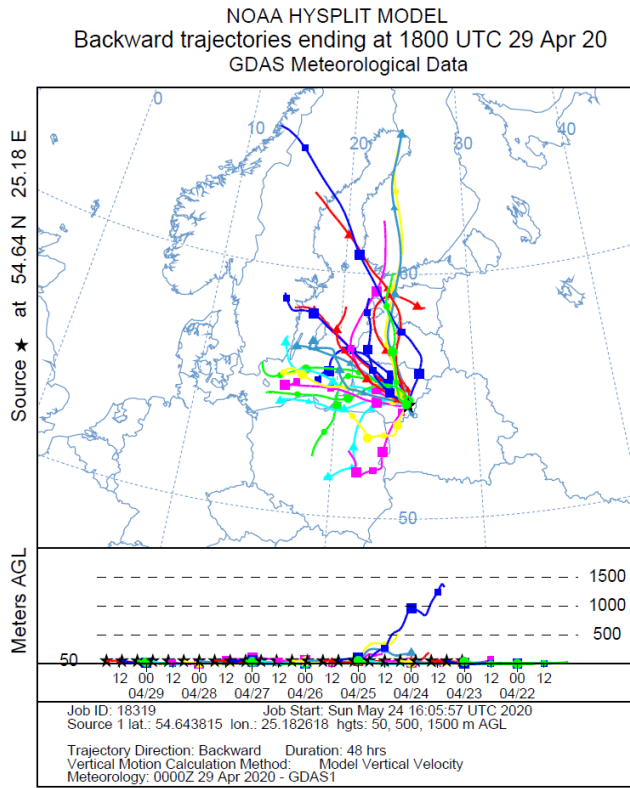 NOAA HYSPLIT MODEL
Backward trajectories ending at 1800 UTC 29 Apr 20
GDAS Meteorological Data
Source ★ at 54.64 N 25.18 E
0 10 20 30 40
60
50
Meters AGL
1500
1000
500
50
12 00 12 00 12 00 12 00 12 00 12 00 12 00 12 00 12
04/29 04/28 04/27 04/26 04/25 04/24 04/23 04/22
Job ID: 18319 Job Start: Sun May 24 16:05:57 UTC 2020
Source 1 lat.: 54.643815 lon.: 25.182618 hgts: 50, 500, 1500 m AGL
Trajectory Direction: Backward Duration: 48 hrs
Vertical Motion Calculation Method: Model Vertical Velocity
Meteorology: 0000Z 29 Apr 2020 - GDAS1